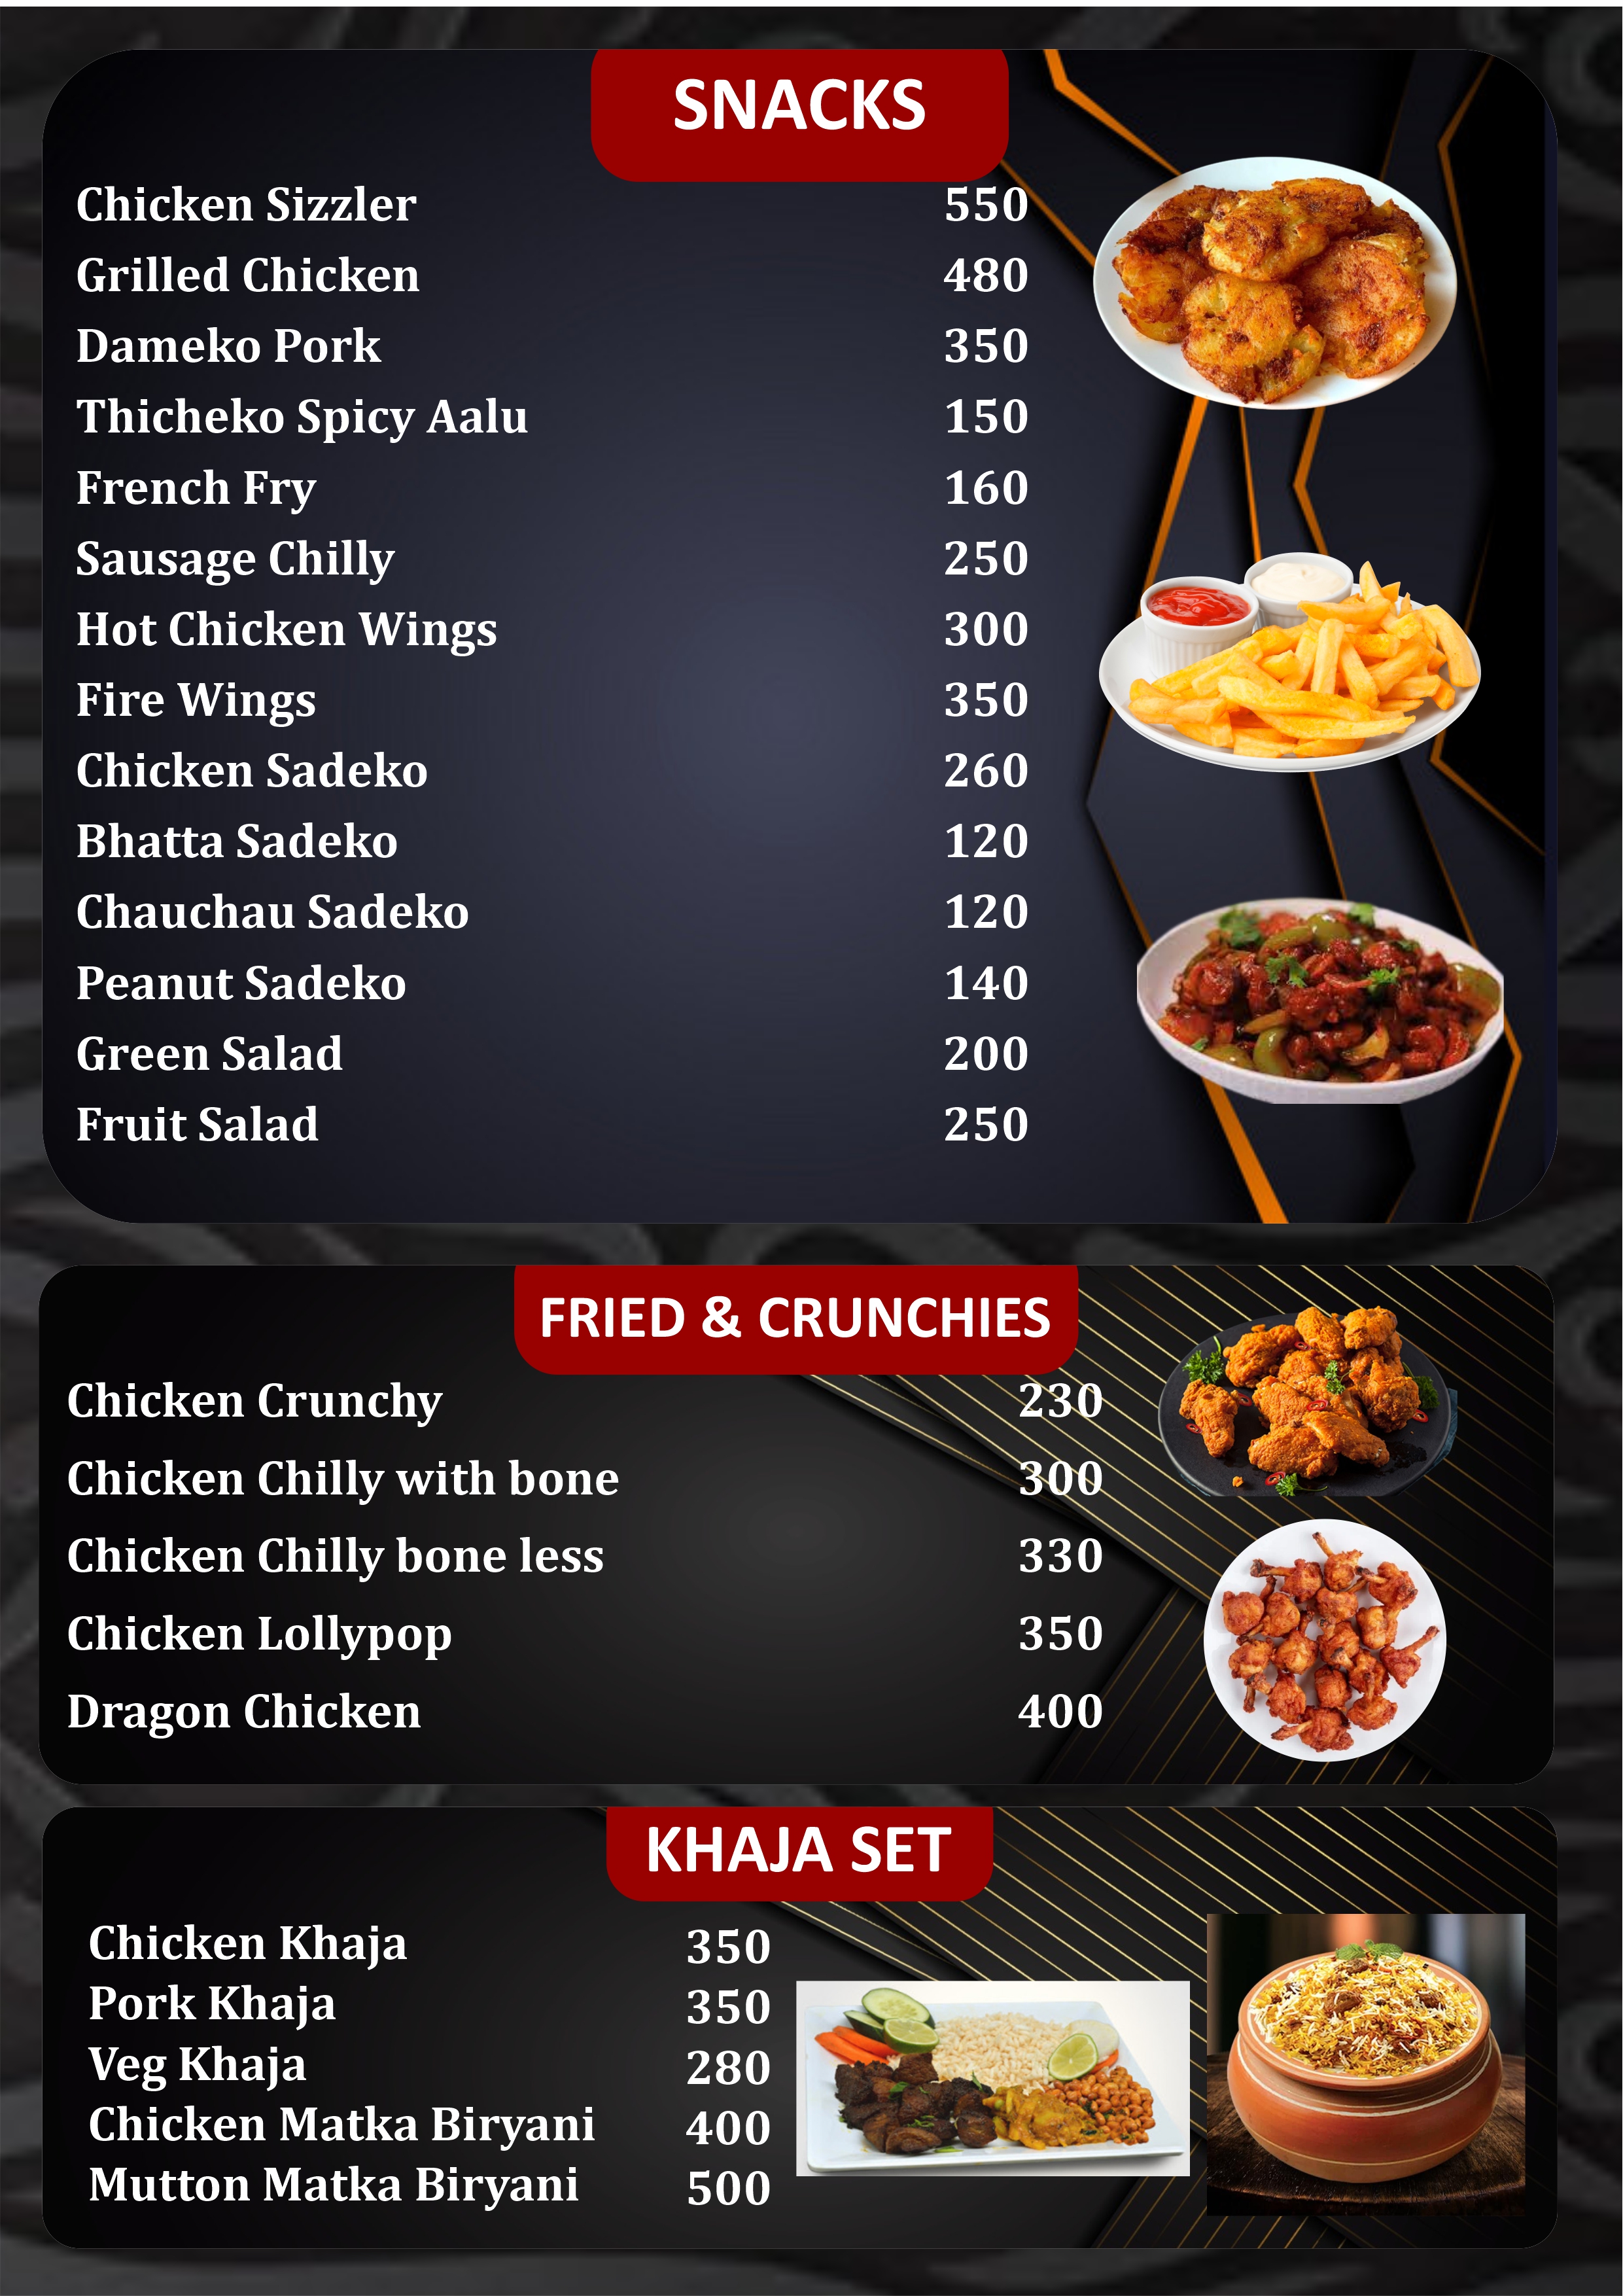 SNACKS
Chicken Sizzler 550
Grilled Chicken 480
Dameko Pork 350
Thicheko Spicy Aalu 150
French Fry 160
Sausage Chilly 250
Hot Chicken Wings 300
Fire Wings 350
Chicken Sadeko 260
Bhatta Sadeko 120
Chauchau Sadeko 120
Peanut Sadeko 140
Green Salad 200
Fruit Salad 250
FRIED & CRUNCHIES
Chicken Crunchy 230
Chicken Chilly with bone 300
Chicken Chilly bone less 330
Chicken Lollypop 350
Dragon Chicken 400
KHAJA SET
Chicken Khaja 350
Pork Khaja 350
Veg Khaja 280
Chicken Matka Biryani 400
Mutton Matka Biryani 500